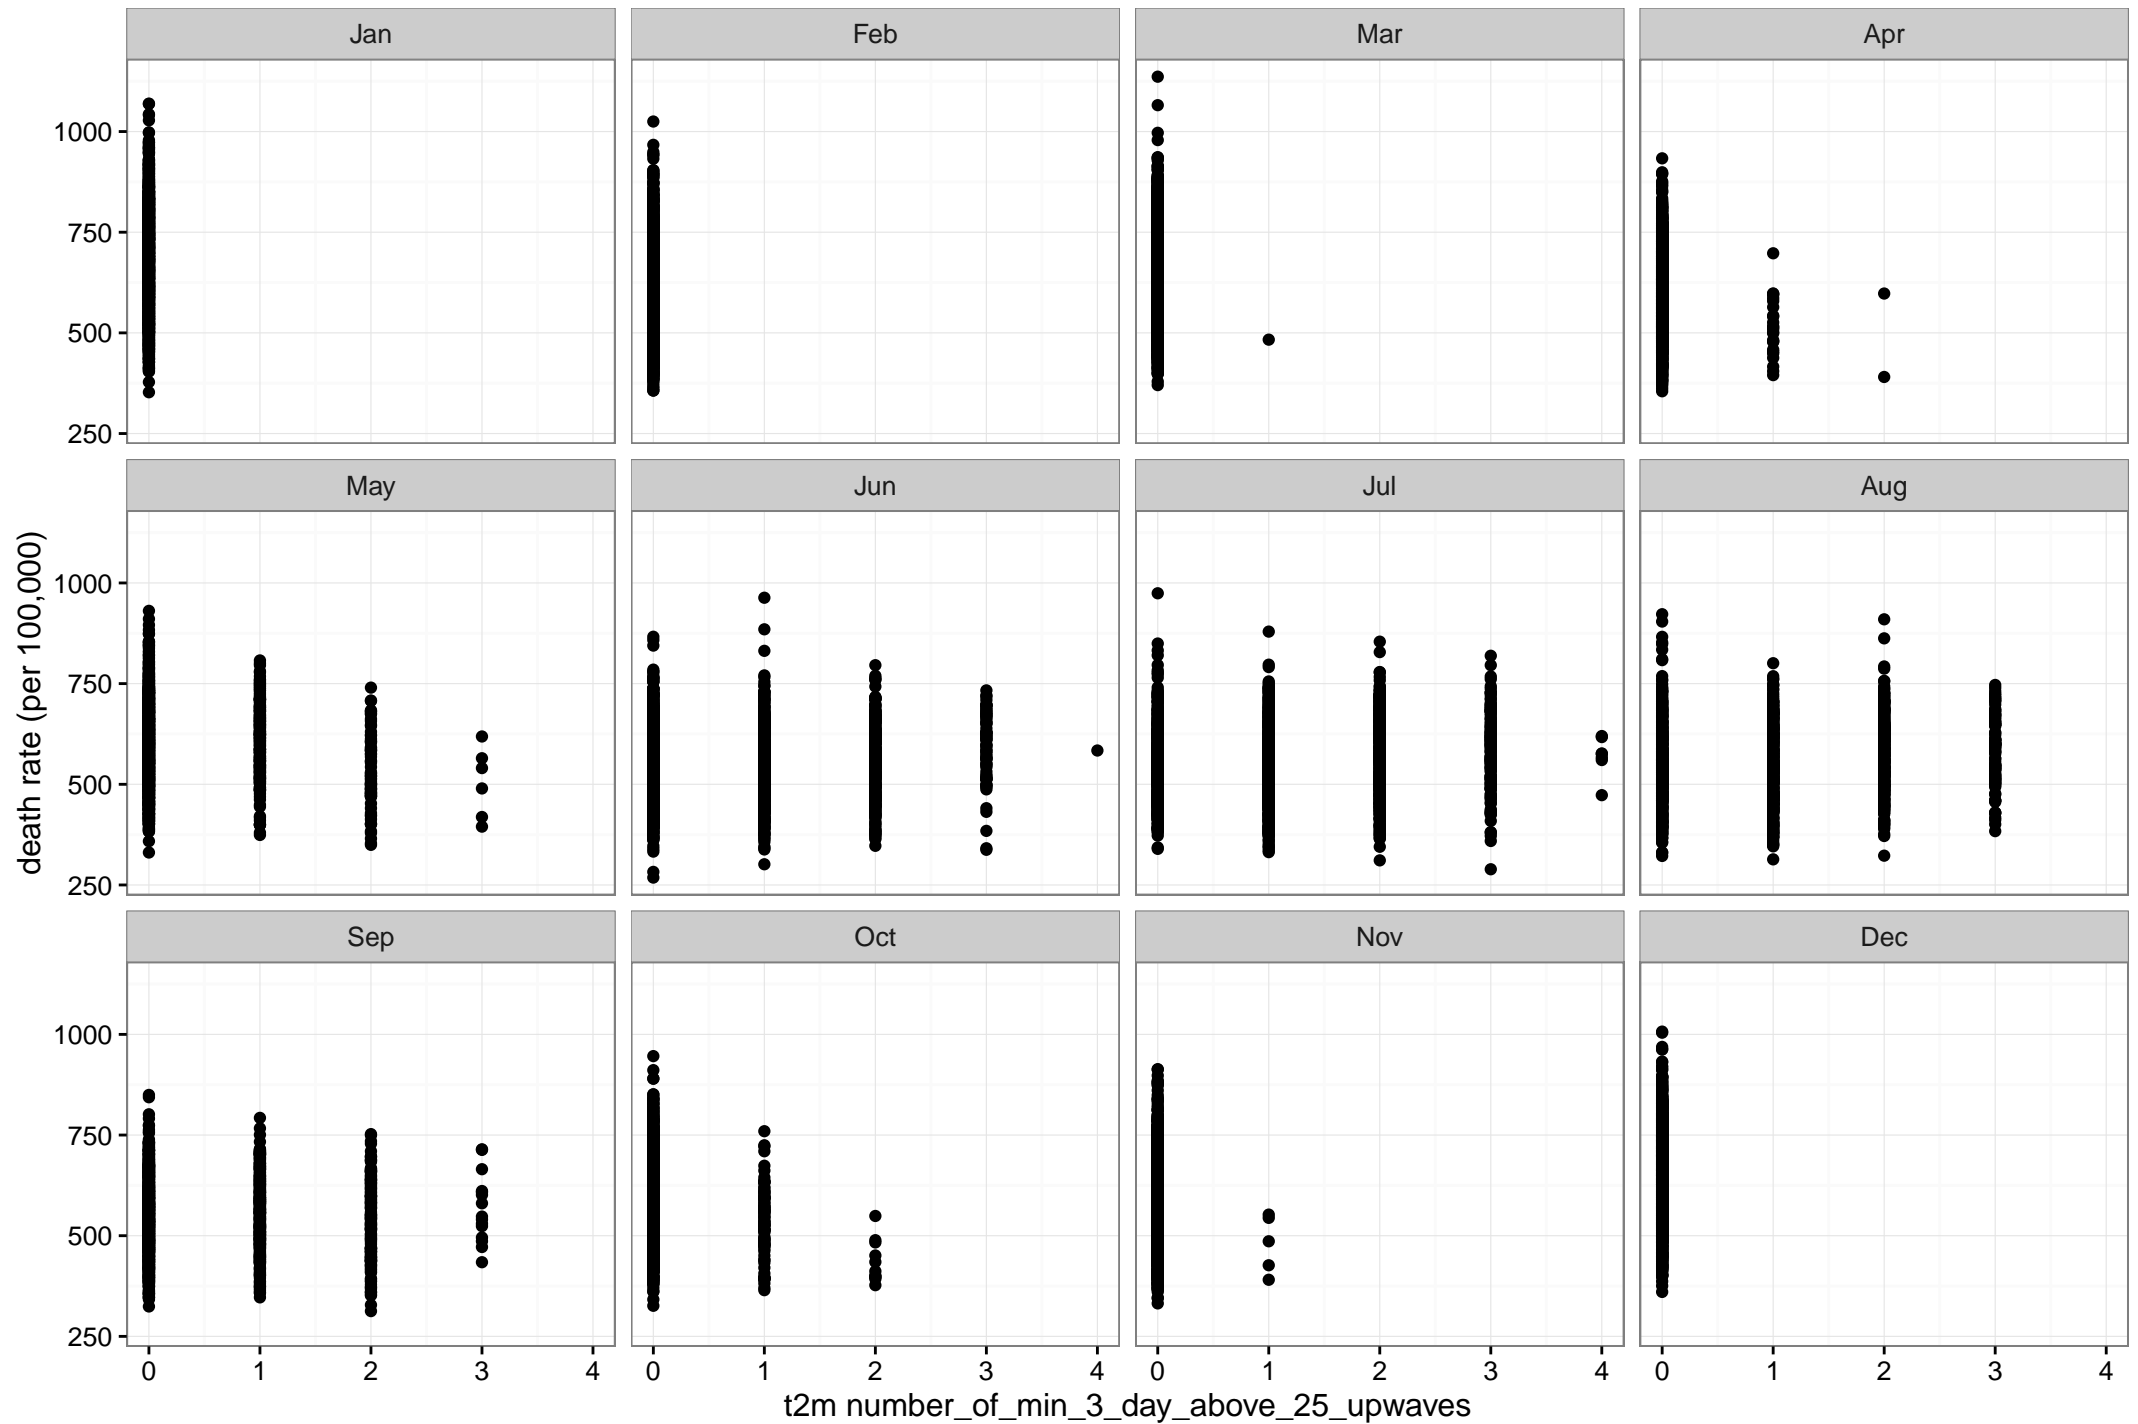 Jan Feb Mar Apr
1000
750
500
250
May Jun Jul Aug
1000
750
500
250
death rate (per 100,000)
Sep Oct Nov Dec
1000
750
500
250
0 1 2 3 4 0 1 2 3 4 0 1 2 3 4 0 1 2 3 4
t2m number_of_min_3_day_above_25_upwaves